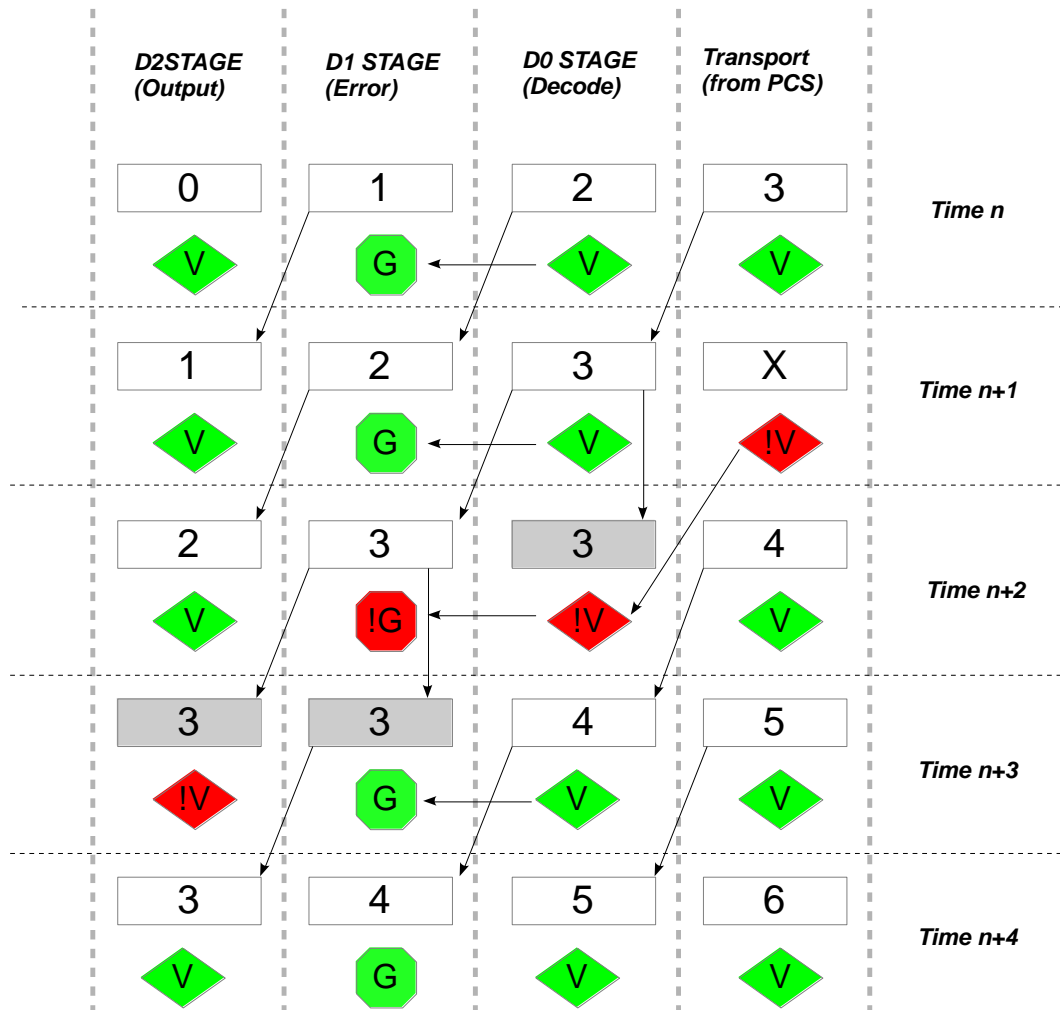 D2STAGE D1 STAGE D0 STAGE Transport
(Output) (Error) (Decode) (from PCS)
0 1 2 3
Time n
V G V V
1 2 3 X
Time n+1
V G V !V
2 3 3 4
Time n+2
V !G !V V
3 3 4 5
Time n+3
!V G V V
3 4 5 6
Time n+4
V G V V